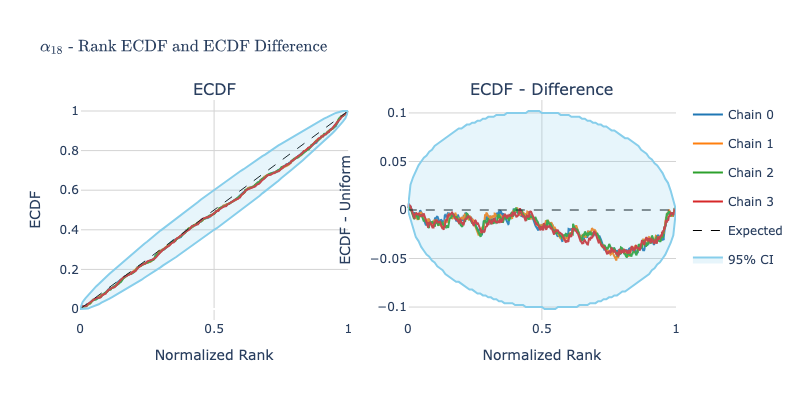 α₁₈ - Rank ECDF and ECDF Difference
ECDF
ECDF
1
0.8
0.6
0.4
0.2
0
0
0.5
1
Normalized Rank
ECDF - Difference
ECDF - Uniform
0.1
0.05
0
−0.05
−0.1
0
0.5
1
Normalized Rank
Chain 0
Chain 1
Chain 2
Chain 3
Expected
95% CI